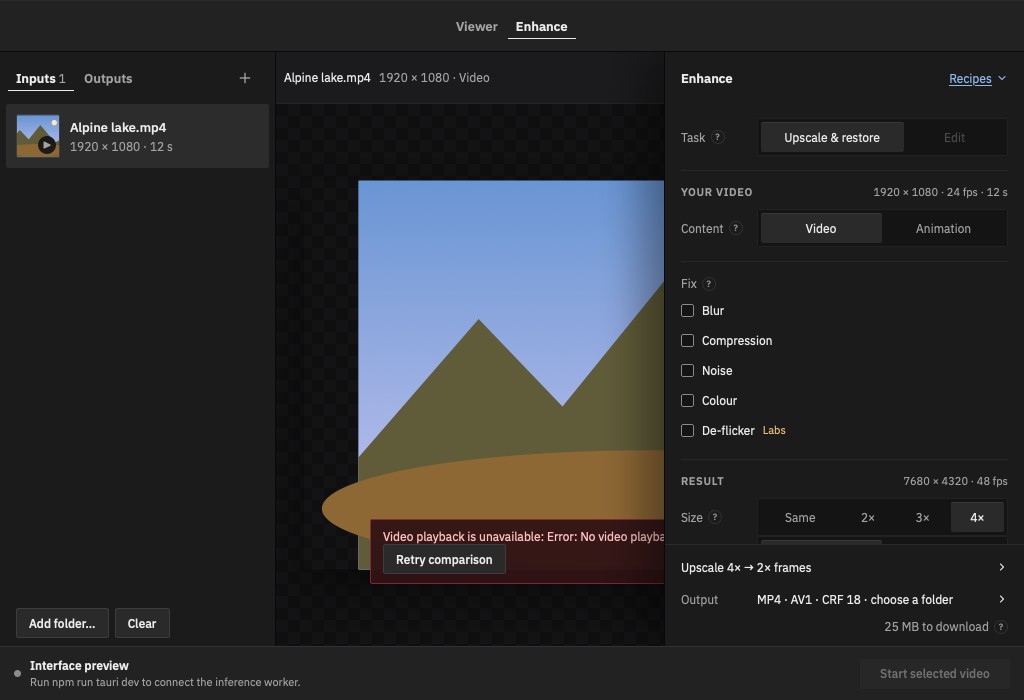 Viewer Enhance
Inputs 1 Outputs +
Alpine lake.mp4
1920 × 1080 · 12 s
Add folder... Clear
Alpine lake.mp4 1920 × 1080 · Video
Video playback is unavailable: Error: No video playba
Retry comparison
Enhance Recipes
Task ? Upscale & restore Edit
YOUR VIDEO 1920 × 1080 · 24 fps · 12 s
Content ? Video Animation
Fix ?
Blur
Compression
Noise
Colour
De-flicker Labs
RESULT 7680 × 4320 · 48 fps
Size ? Same 2× 3× 4×
Upscale 4× → 2× frames
Output MP4 · AV1 · CRF 18 · choose a folder
25 MB to download ?
Interface preview
Run npm run tauri dev to connect the inference worker.
Start selected video